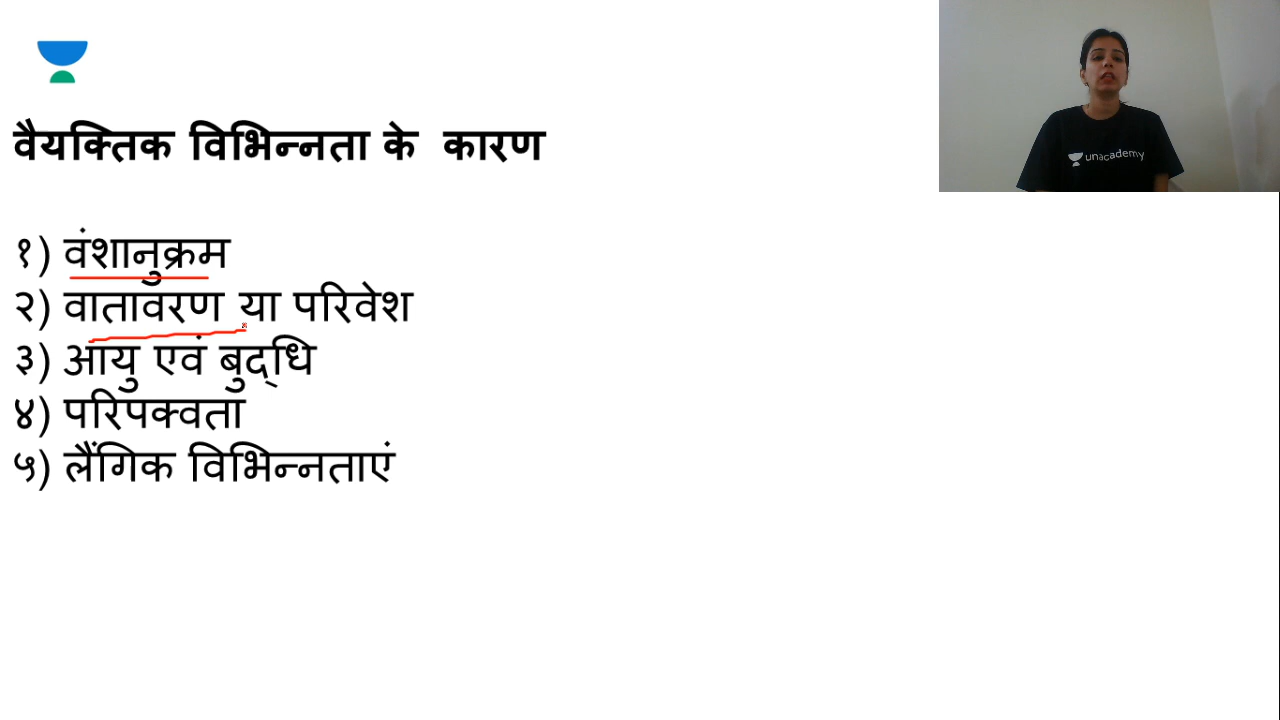 वैयक्तिक विभिन्नता के कारण
१) वंशानुक्रम
२) वातावरण या परिवेश
३) आयु एवं बुद्धि
४) परिपक्वता
५) लैंगिक विभिन्नताएं
unacademy